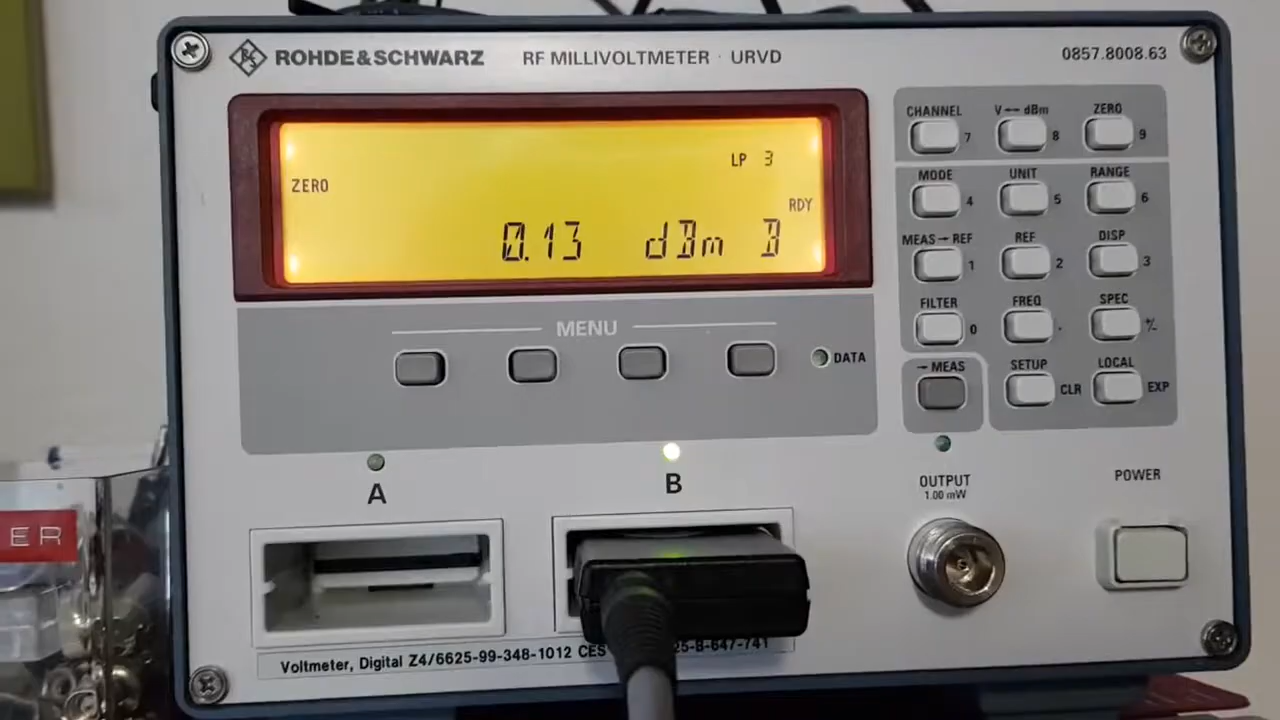 ROHDE&SCHWARZ RF MILLIVOLTMETER · URVD 0857.8008.63
LP 3
ZERO
RDY
0.13 dBm B
MENU
DATA
CHANNEL V↔dBm ZERO
7 8 9
MODE UNIT RANGE
4 5 6
MEAS→REF REF DISP
1 2 3
FILTER FREQ SPEC
0 . +/-
→MEAS SETUP LOCAL
CLR EXP
A B
OUTPUT
1.00 mW
POWER
Voltmeter, Digital Z4/6625-99-348-1012 CES 25-B-647-741
ER